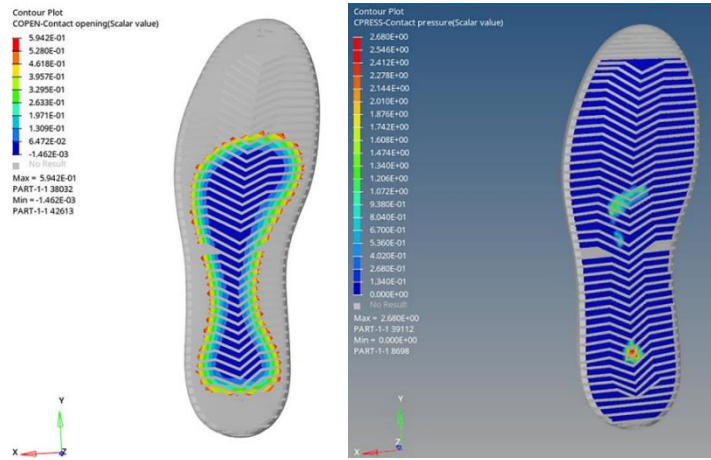 Contour Plot
COPEN-Contact opening(Scalar value)
5.942E-01
5.280E-01
4.618E-01
3.957E-01
3.295E-01
2.633E-01
1.971E-01
1.309E-01
6.472E-02
-1.462E-03
No Result
Max = 5.942E-01
PART-1-1 38032
Min = -1.462E-03
PART-1-1 42613
Y
X
Z
Contour Plot
CPRESS-Contact pressure(Scalar value)
2.680E+00
2.546E+00
2.412E+00
2.278E+00
2.144E+00
2.010E+00
1.876E+00
1.742E+00
1.608E+00
1.474E+00
1.340E+00
1.206E+00
1.072E+00
9.380E-01
8.040E-01
6.700E-01
5.360E-01
4.020E-01
2.680E-01
1.340E-01
0.000E+00
No Result
Max = 2.680E+00
PART-1-1 39112
Min = 0.000E+00
PART-1-1 8698
Y
X
Z